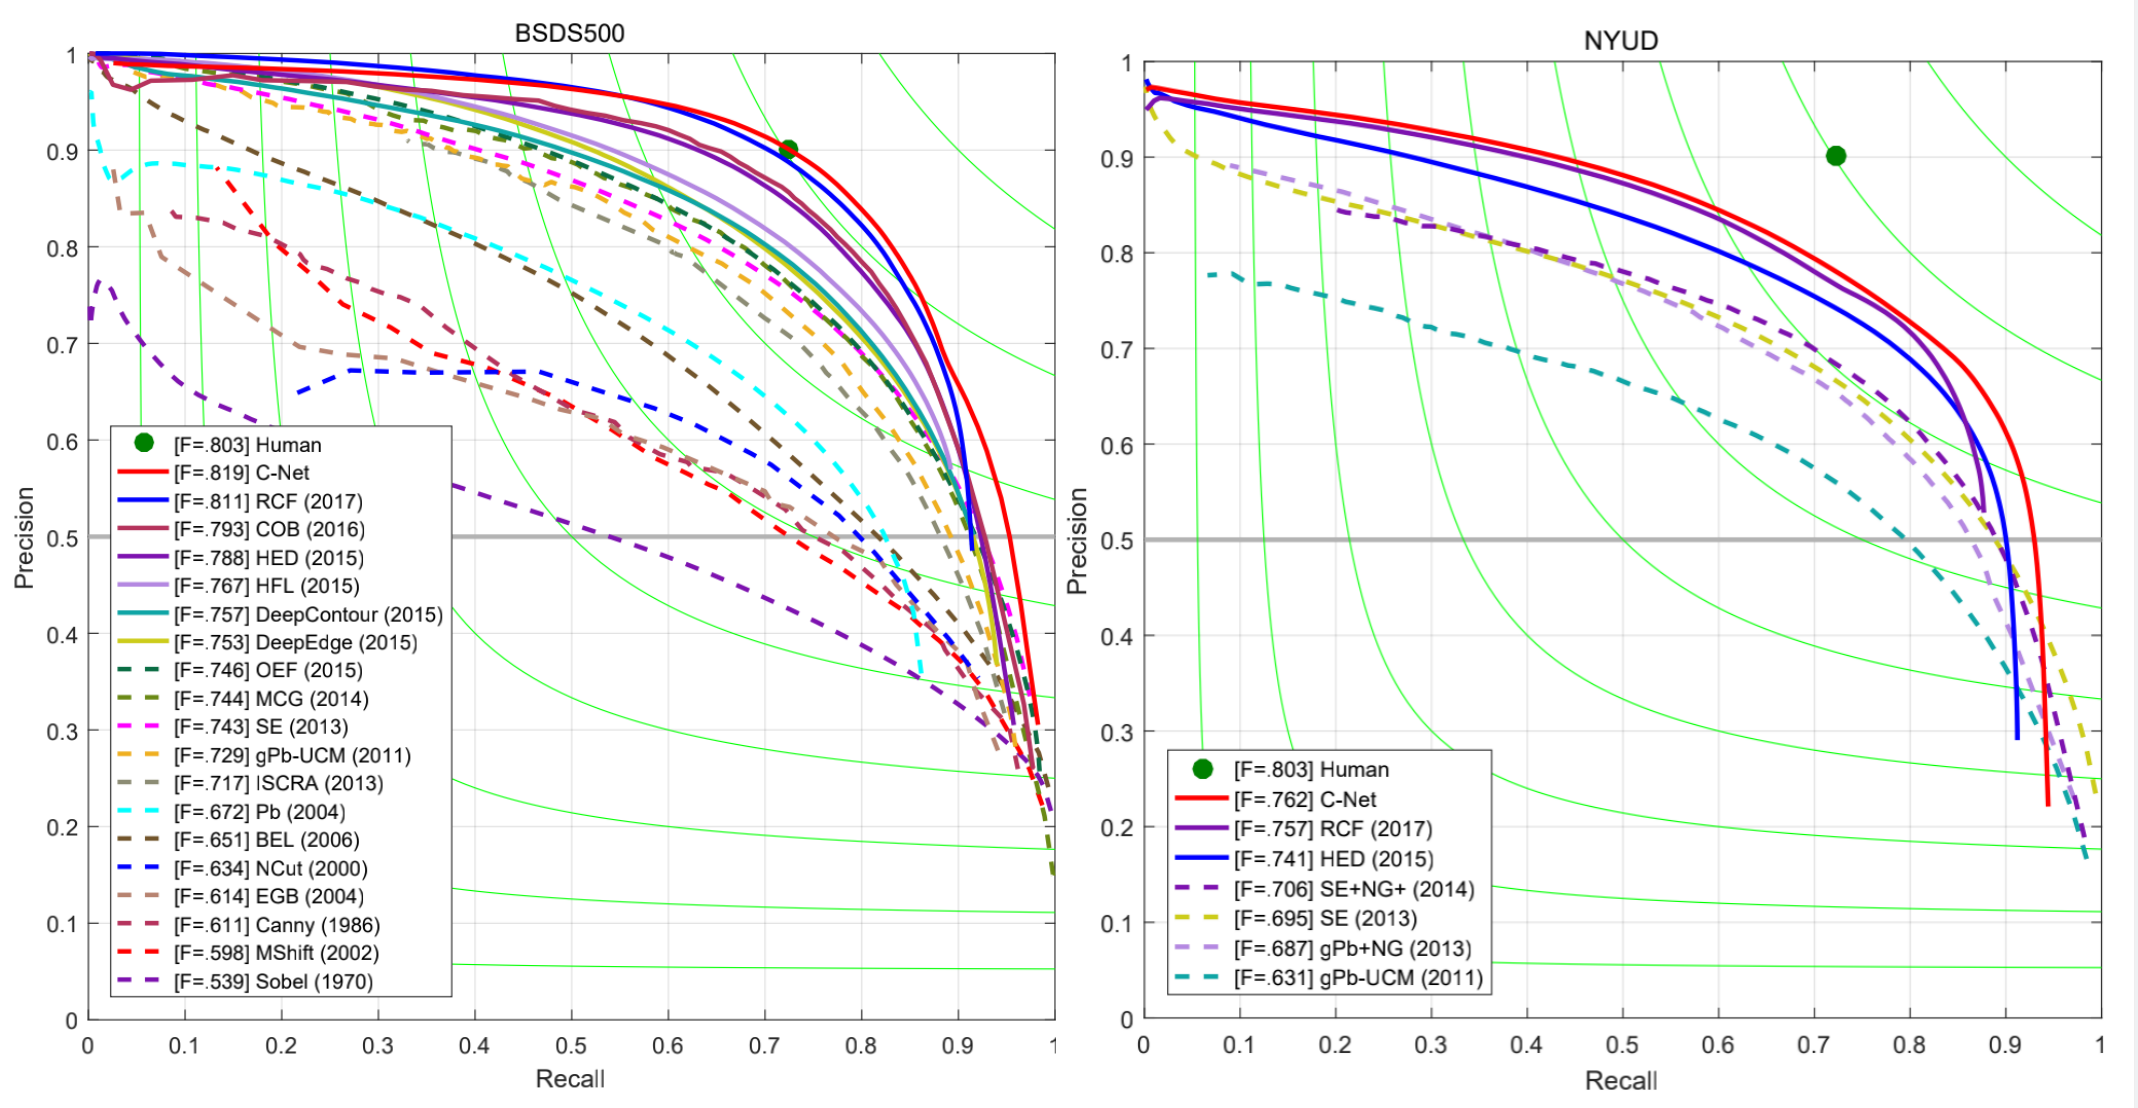 BSDS500
1
0.9
0.8
0.7
0.6
0.5
0.4
0.3
0.2
0.1
0
Precision
[F=.803] Human
[F=.819] C-Net
[F=.811] RCF (2017)
[F=.793] COB (2016)
[F=.788] HED (2015)
[F=.767] HFL (2015)
[F=.757] DeepContour (2015)
[F=.753] DeepEdge (2015)
[F=.746] OEF (2015)
[F=.744] MCG (2014)
[F=.743] SE (2013)
[F=.729] gPb-UCM (2011)
[F=.717] ISCRA (2013)
[F=.672] Pb (2004)
[F=.651] BEL (2006)
[F=.634] NCut (2000)
[F=.614] EGB (2004)
[F=.611] Canny (1986)
[F=.598] MShift (2002)
[F=.539] Sobel (1970)
0 0.1 0.2 0.3 0.4 0.5 0.6 0.7 0.8 0.9 1
Recall
NYUD
1
0.9
0.8
0.7
0.6
0.5
0.4
0.3
0.2
0.1
0
Precision
[F=.803] Human
[F=.762] C-Net
[F=.757] RCF (2017)
[F=.741] HED (2015)
[F=.706] SE+NG+ (2014)
[F=.695] SE (2013)
[F=.687] gPb+NG (2013)
[F=.631] gPb-UCM (2011)
0 0.1 0.2 0.3 0.4 0.5 0.6 0.7 0.8 0.9 1
Recall